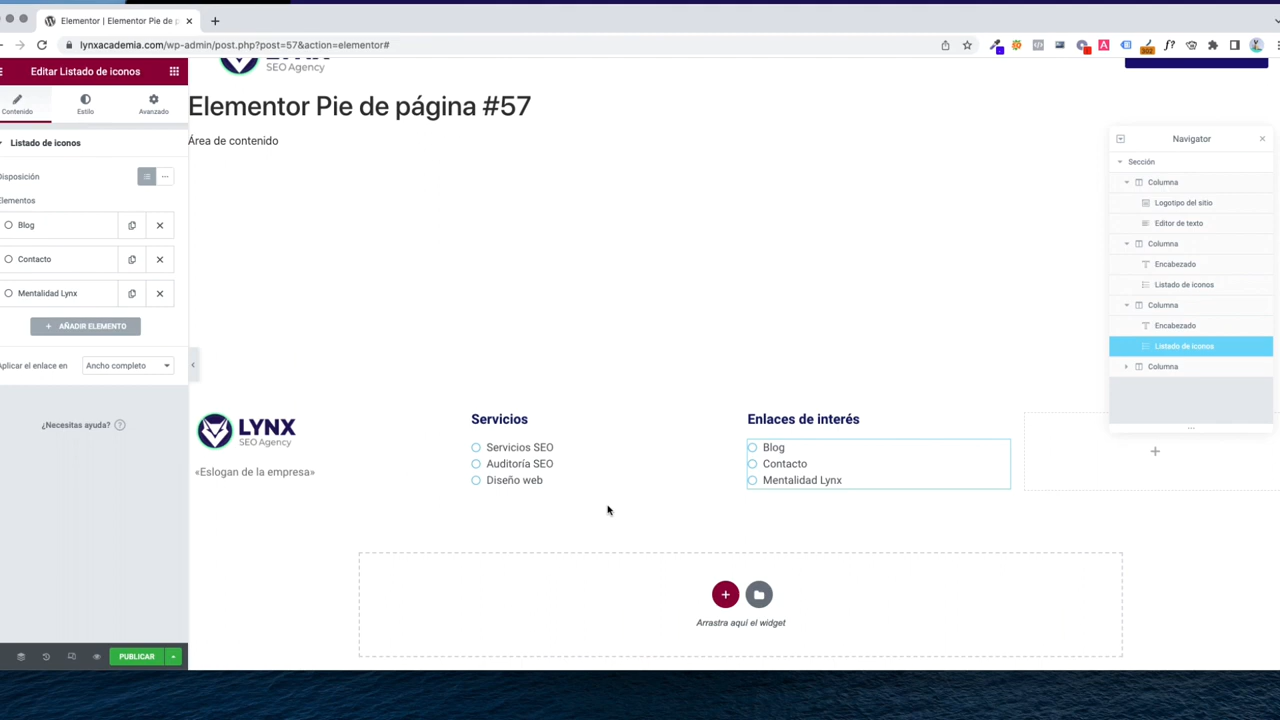 Elementor | Elementor Pie de p
lynxacademia.com/wp-admin/post.php?post=57&action=elementor#
302
Editar Listado de iconos
Contenido
Estilo
Avanzado
Listado de iconos
Disposición
Elementos
Blog
Contacto
Mentalidad Lynx
AÑADIR ELEMENTO
Aplicar el enlace en
Ancho completo
¿Necesitas ayuda?
PUBLICAR
SEO Agency
Elementor Pie de página #57
Área de contenido
LYNX
SEO Agency
«Eslogan de la empresa»
Servicios
Servicios SEO
Auditoría SEO
Diseño web
Enlaces de interés
Blog
Contacto
Mentalidad Lynx
Arrastra aquí el widget
Navigator
Sección
Columna
Logotipo del sitio
Editor de texto
Columna
Encabezado
Listado de iconos
Columna
Encabezado
Listado de iconos
Columna